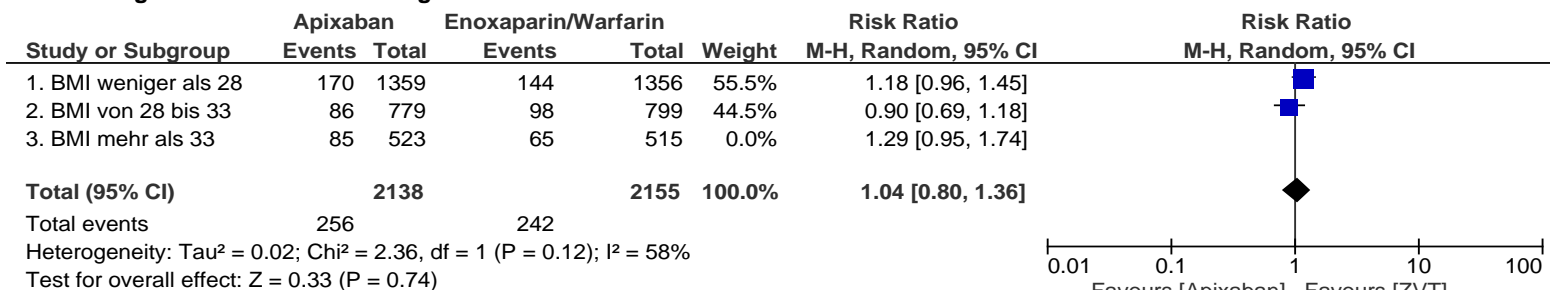 Apixaban Enoxaparin/Warfarin Risk Ratio Risk Ratio
Study or Subgroup Events Total Events Total Weight M-H, Random, 95% CI M-H, Random, 95% CI
1. BMI weniger als 28 170 1359 144 1356 55.5% 1.18 [0.96, 1.45]
2. BMI von 28 bis 33 86 779 98 799 44.5% 0.90 [0.69, 1.18]
3. BMI mehr als 33 85 523 65 515 0.0% 1.29 [0.95, 1.74]
Total (95% CI) 2138 2155 100.0% 1.04 [0.80, 1.36]
Total events 256 242
Heterogeneity: Tau² = 0.02; Chi² = 2.36, df = 1 (P = 0.12); I² = 58%
Test for overall effect: Z = 0.33 (P = 0.74)
0.01 0.1 1 10 100
Favours [Apixaban] Favours [ZVT]